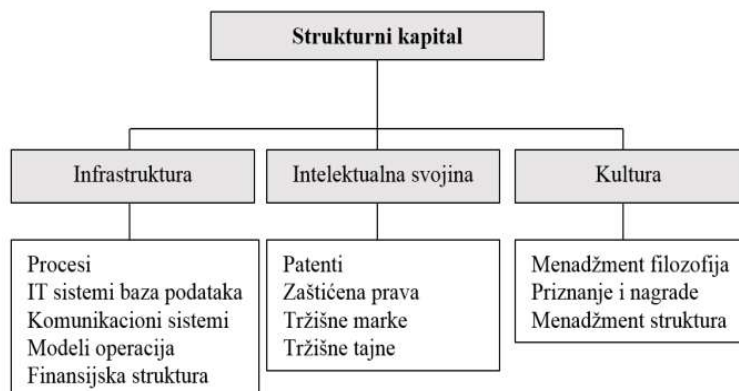 Strukturni kapital
Infrastruktura
Intelektualna svojina
Kultura
Procesi
IT sistemi baza podataka
Komunikacioni sistemi
Modeli operacija
Finansijska struktura
Patenti
Zaštićena prava
Tržišne marke
Tržišne tajne
Menadžment filozofija
Priznanje i nagrade
Menadžment struktura